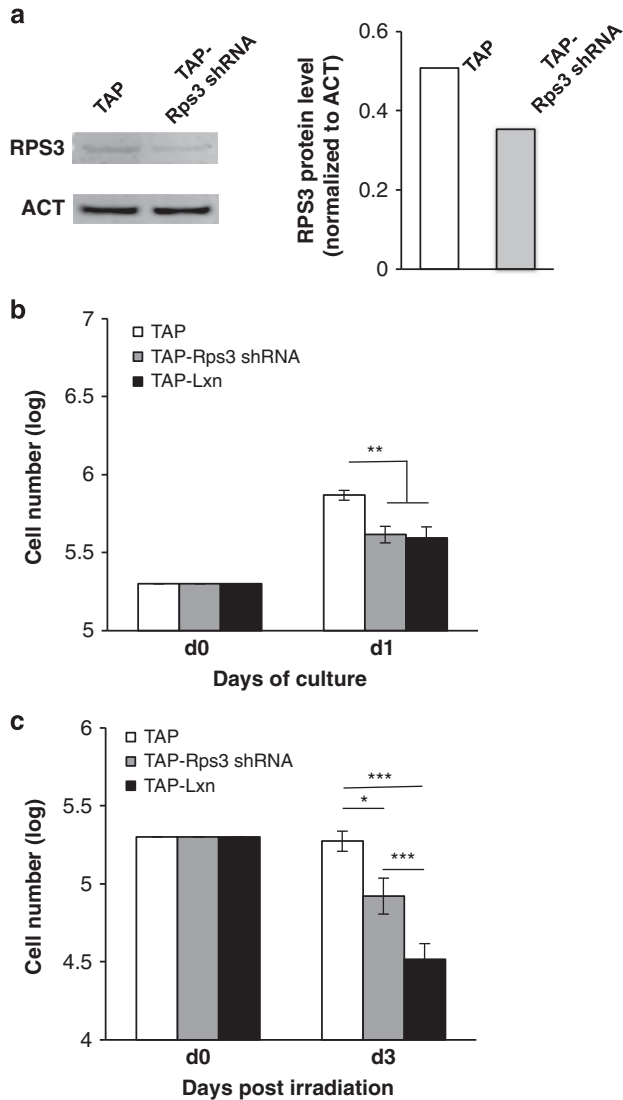 a
TAP
TAP-
Rps3 shRNA
RPS3
ACT
RPS3 protein level
(normalized to ACT)
0.6
0.4
0.2
0
TAP
TAP-
Rps3 shRNA
b
Cell number (log)
7
6.5
6
5.5
5
TAP
TAP-Rps3 shRNA
TAP-Lxn
**
d0
d1
Days of culture
c
Cell number (log)
6
5.5
5
4.5
4
TAP
TAP-Rps3 shRNA
TAP-Lxn
***
*
***
d0
d3
Days post irradiation